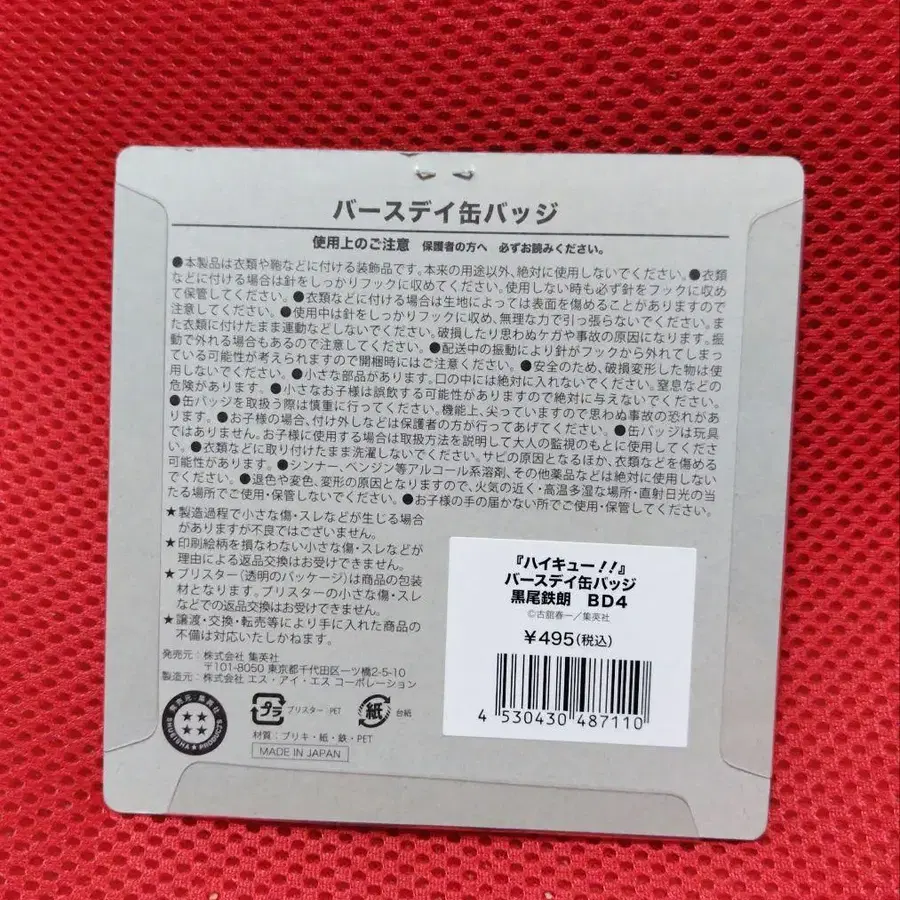 バースデイ缶バッジ
使用上のご注意 保護者の方へ 必ずお読みください。
●本製品は衣類や鞄などに付ける装飾品です。本来の用途以外、絶対に使用しないでください。●衣類
などに付ける場合は針をしっかりフックに収めてください。使用しない時も必ず針をフックに収め
て保管してください。●衣類などに付ける場合は生地によっては表面を傷めることがありますので
注意してください。●使用中は針をしっかりフックに収め、無理な力で引っ張らないでください。ま
た衣類に付けたまま運動などしないでください。破損したり思わぬケガや事故の原因になります。振
動で外れる場合もあるので注意してください。●配送中の振動により針がフックから外れてしまっ
ている可能性が考えられますので開梱時にはご注意ください。●安全のため、破損変形した物は使
用しないでください。●小さな部品があります。口の中には絶対に入れないでください。窒息などの
危険があります。●小さなお子様は誤飲する可能性がありますので絶対に与えないでください。
●缶バッジを取扱う際は慎重に行ってください。機能上、尖っていますので思わぬ事故の恐れがあ
ります。●お子様の場合、付け外しなどは保護者の方が行ってあげてください。●缶バッジは玩具
ではありません。お子様に使用する場合は取扱方法を説明して大人の監視のもとに使用してくださ
い。●衣類などに取り付けたまま洗濯しないでください。サビの原因となるほか、衣類などを傷める
可能性があります。●シンナー、ベンジン等アルコール系溶剤、その他薬品などは絶対に使用しない
でください。●退色や変色、変形の原因となりますので、火気の近く・高温多湿な場所・直射日光の当
たる場所でご使用・保管しないでください。●お子様の手の届かない所でご使用・保管してください。
★製造過程で小さな傷・スレなどが生じる場合
がありますが不良ではございません。
★印刷絵柄を損なわない小さな傷・スレなどが
理由による返品交換はお受けできません。
★ブリスター(透明のパッケージ)は商品の包装
材となります。ブリスターの小さな傷・スレ
などでの返品交換はお受けできません。
★譲渡・交換・転売等により手に入れた商品の
不備は対応いたしかねます。
発売元：株式会社 集英社
〒101-8050 東京都千代田区一ツ橋2-5-10
製造元：株式会社 エス・アイ・エス コーポレーション
発売元：集英社
SHUEISHA★PRODUCTS
プラ ブリスター：PET
紙 台紙
材質：ブリキ・紙・鉄・PET
MADE IN JAPAN
『ハイキュー！！』
バースデイ缶バッジ
黒尾鉄朗 BD4
©古舘春一／集英社
￥495(税込)
4 530430 487110